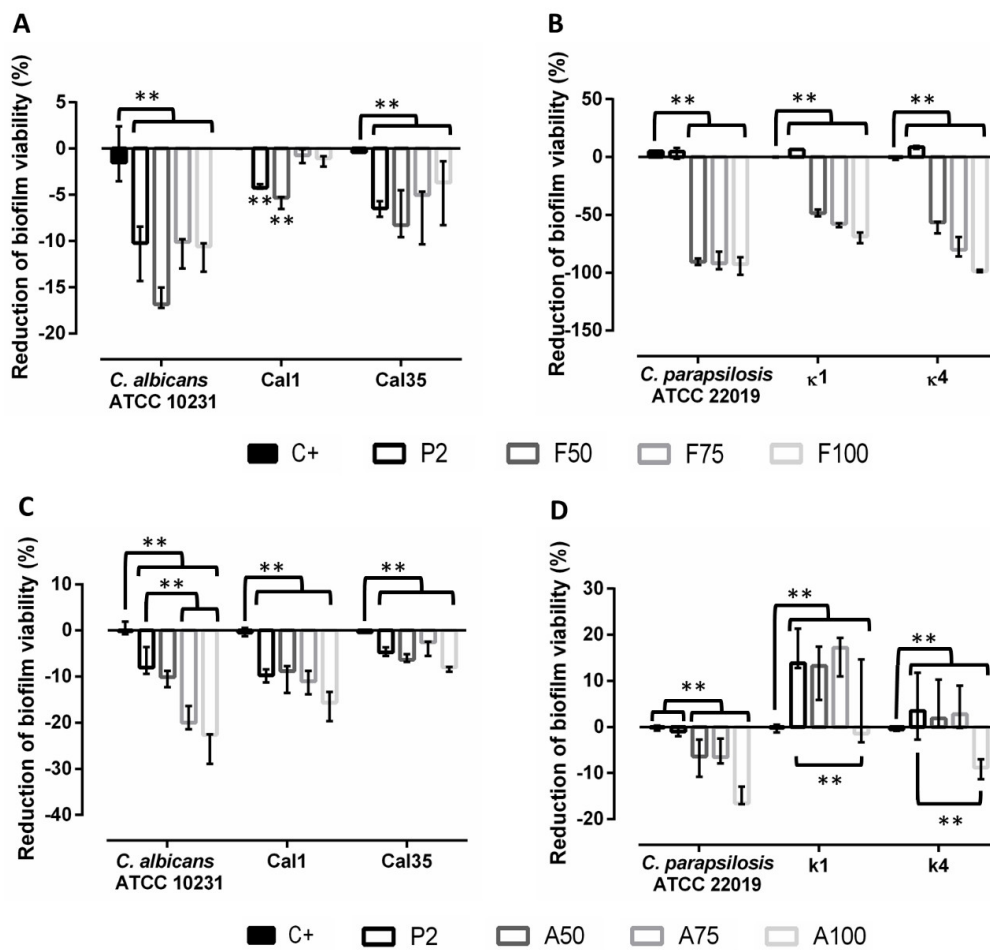 A
Reduction of biofilm viability (%)
5
0
-5
-10
-15
-20
**
**
**
**
C. albicans
ATCC 10231
Cal1
Cal35
B
Reduction of biofilm viability (%)
50
0
-50
-100
-150
**
**
**
C. parapsilosis
ATCC 22019
κ1
κ4
C+ P2 F50 F75 F100
C
Reduction of biofilm viability (%)
10
0
-10
-20
-30
-40
**
**
**
**
C. albicans
ATCC 10231
Cal1
Cal35
D
Reduction of biofilm viability (%)
30
20
10
0
-10
-20
**
**
**
**
**
C. parapsilosis
ATCC 22019
k1
k4
C+ P2 A50 A75 A100